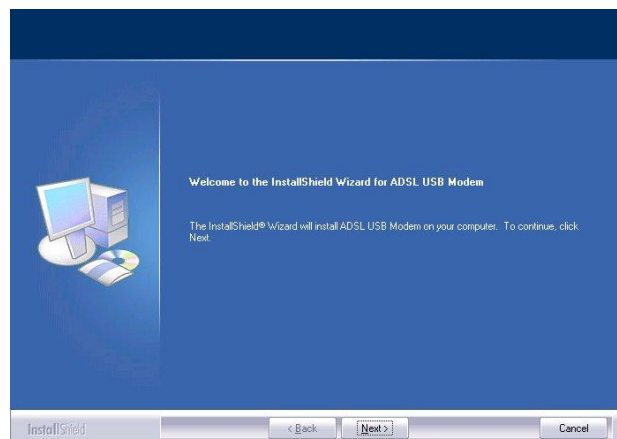 Welcome to the InstallShield Wizard for ADSL USB Modem
The InstallShield® Wizard will install ADSL USB Modem on your computer. To continue, click
Next.
InstallShield
< Back
Next >
Cancel